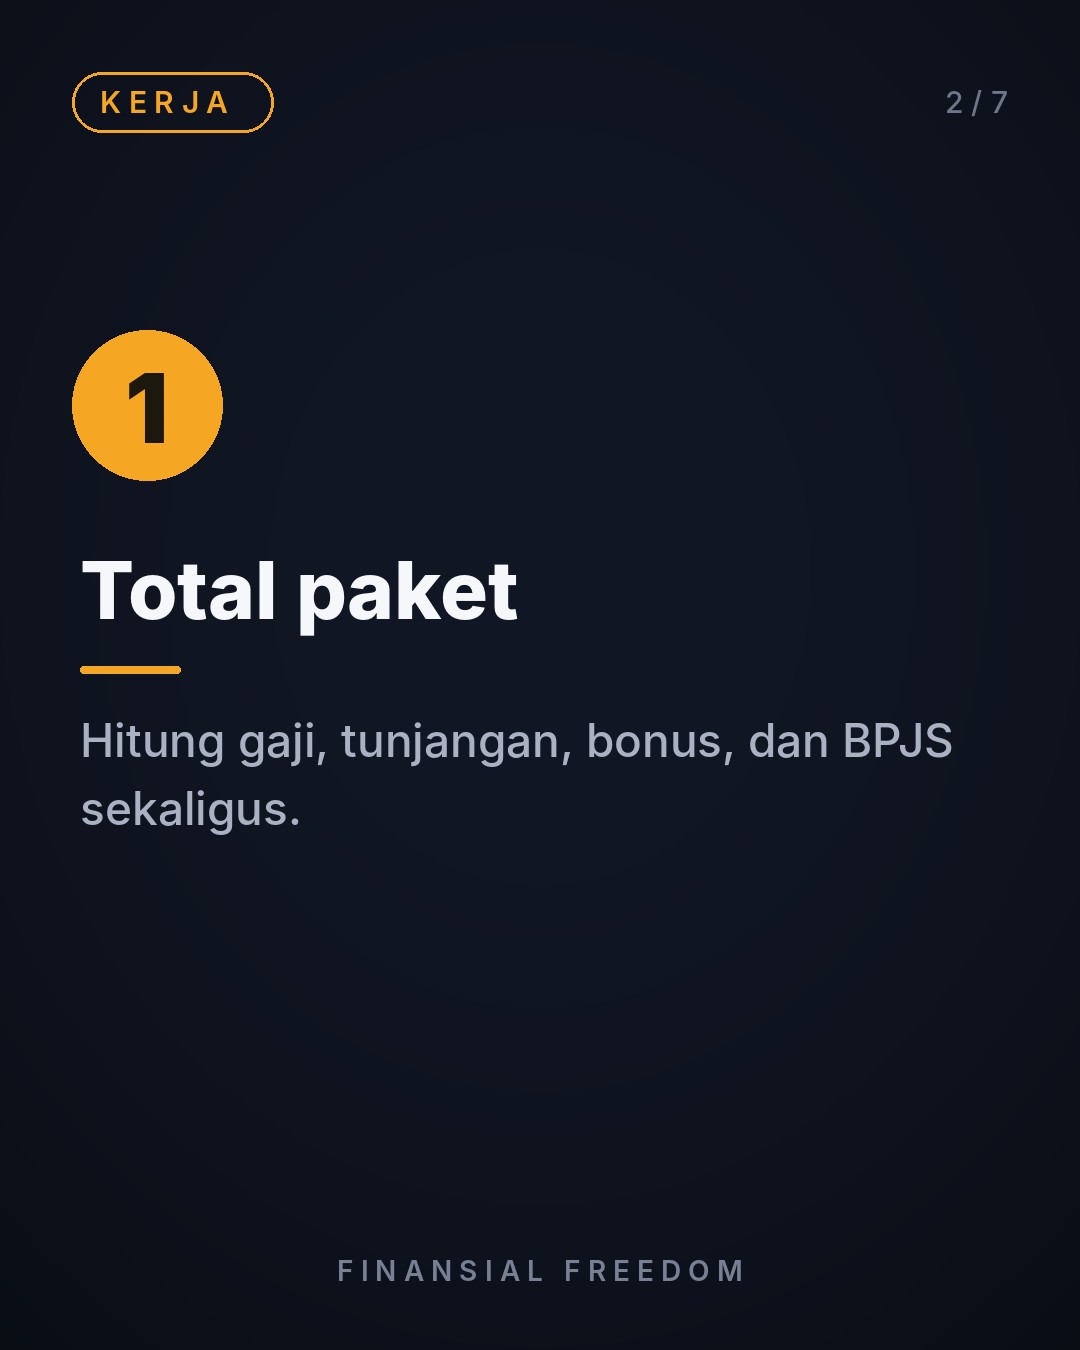 KERJA
2/7
1
Total paket
Hitung gaji, tunjangan, bonus, dan BPJS
sekaligus.
FINANSIAL FREEDOM